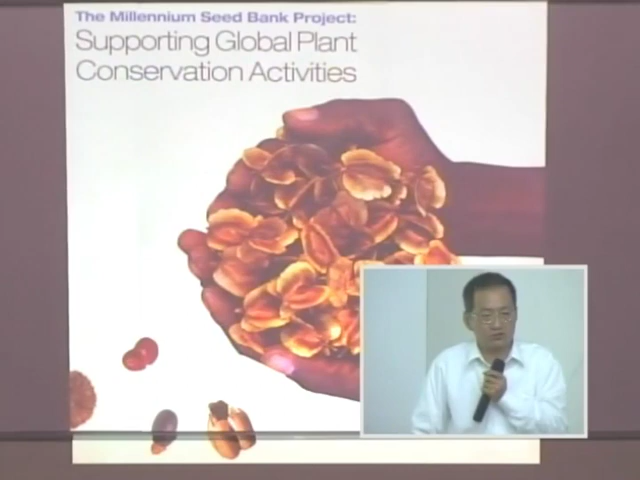 The Millennium Seed Bank Project:
Supporting Global Plant
Conservation Activities